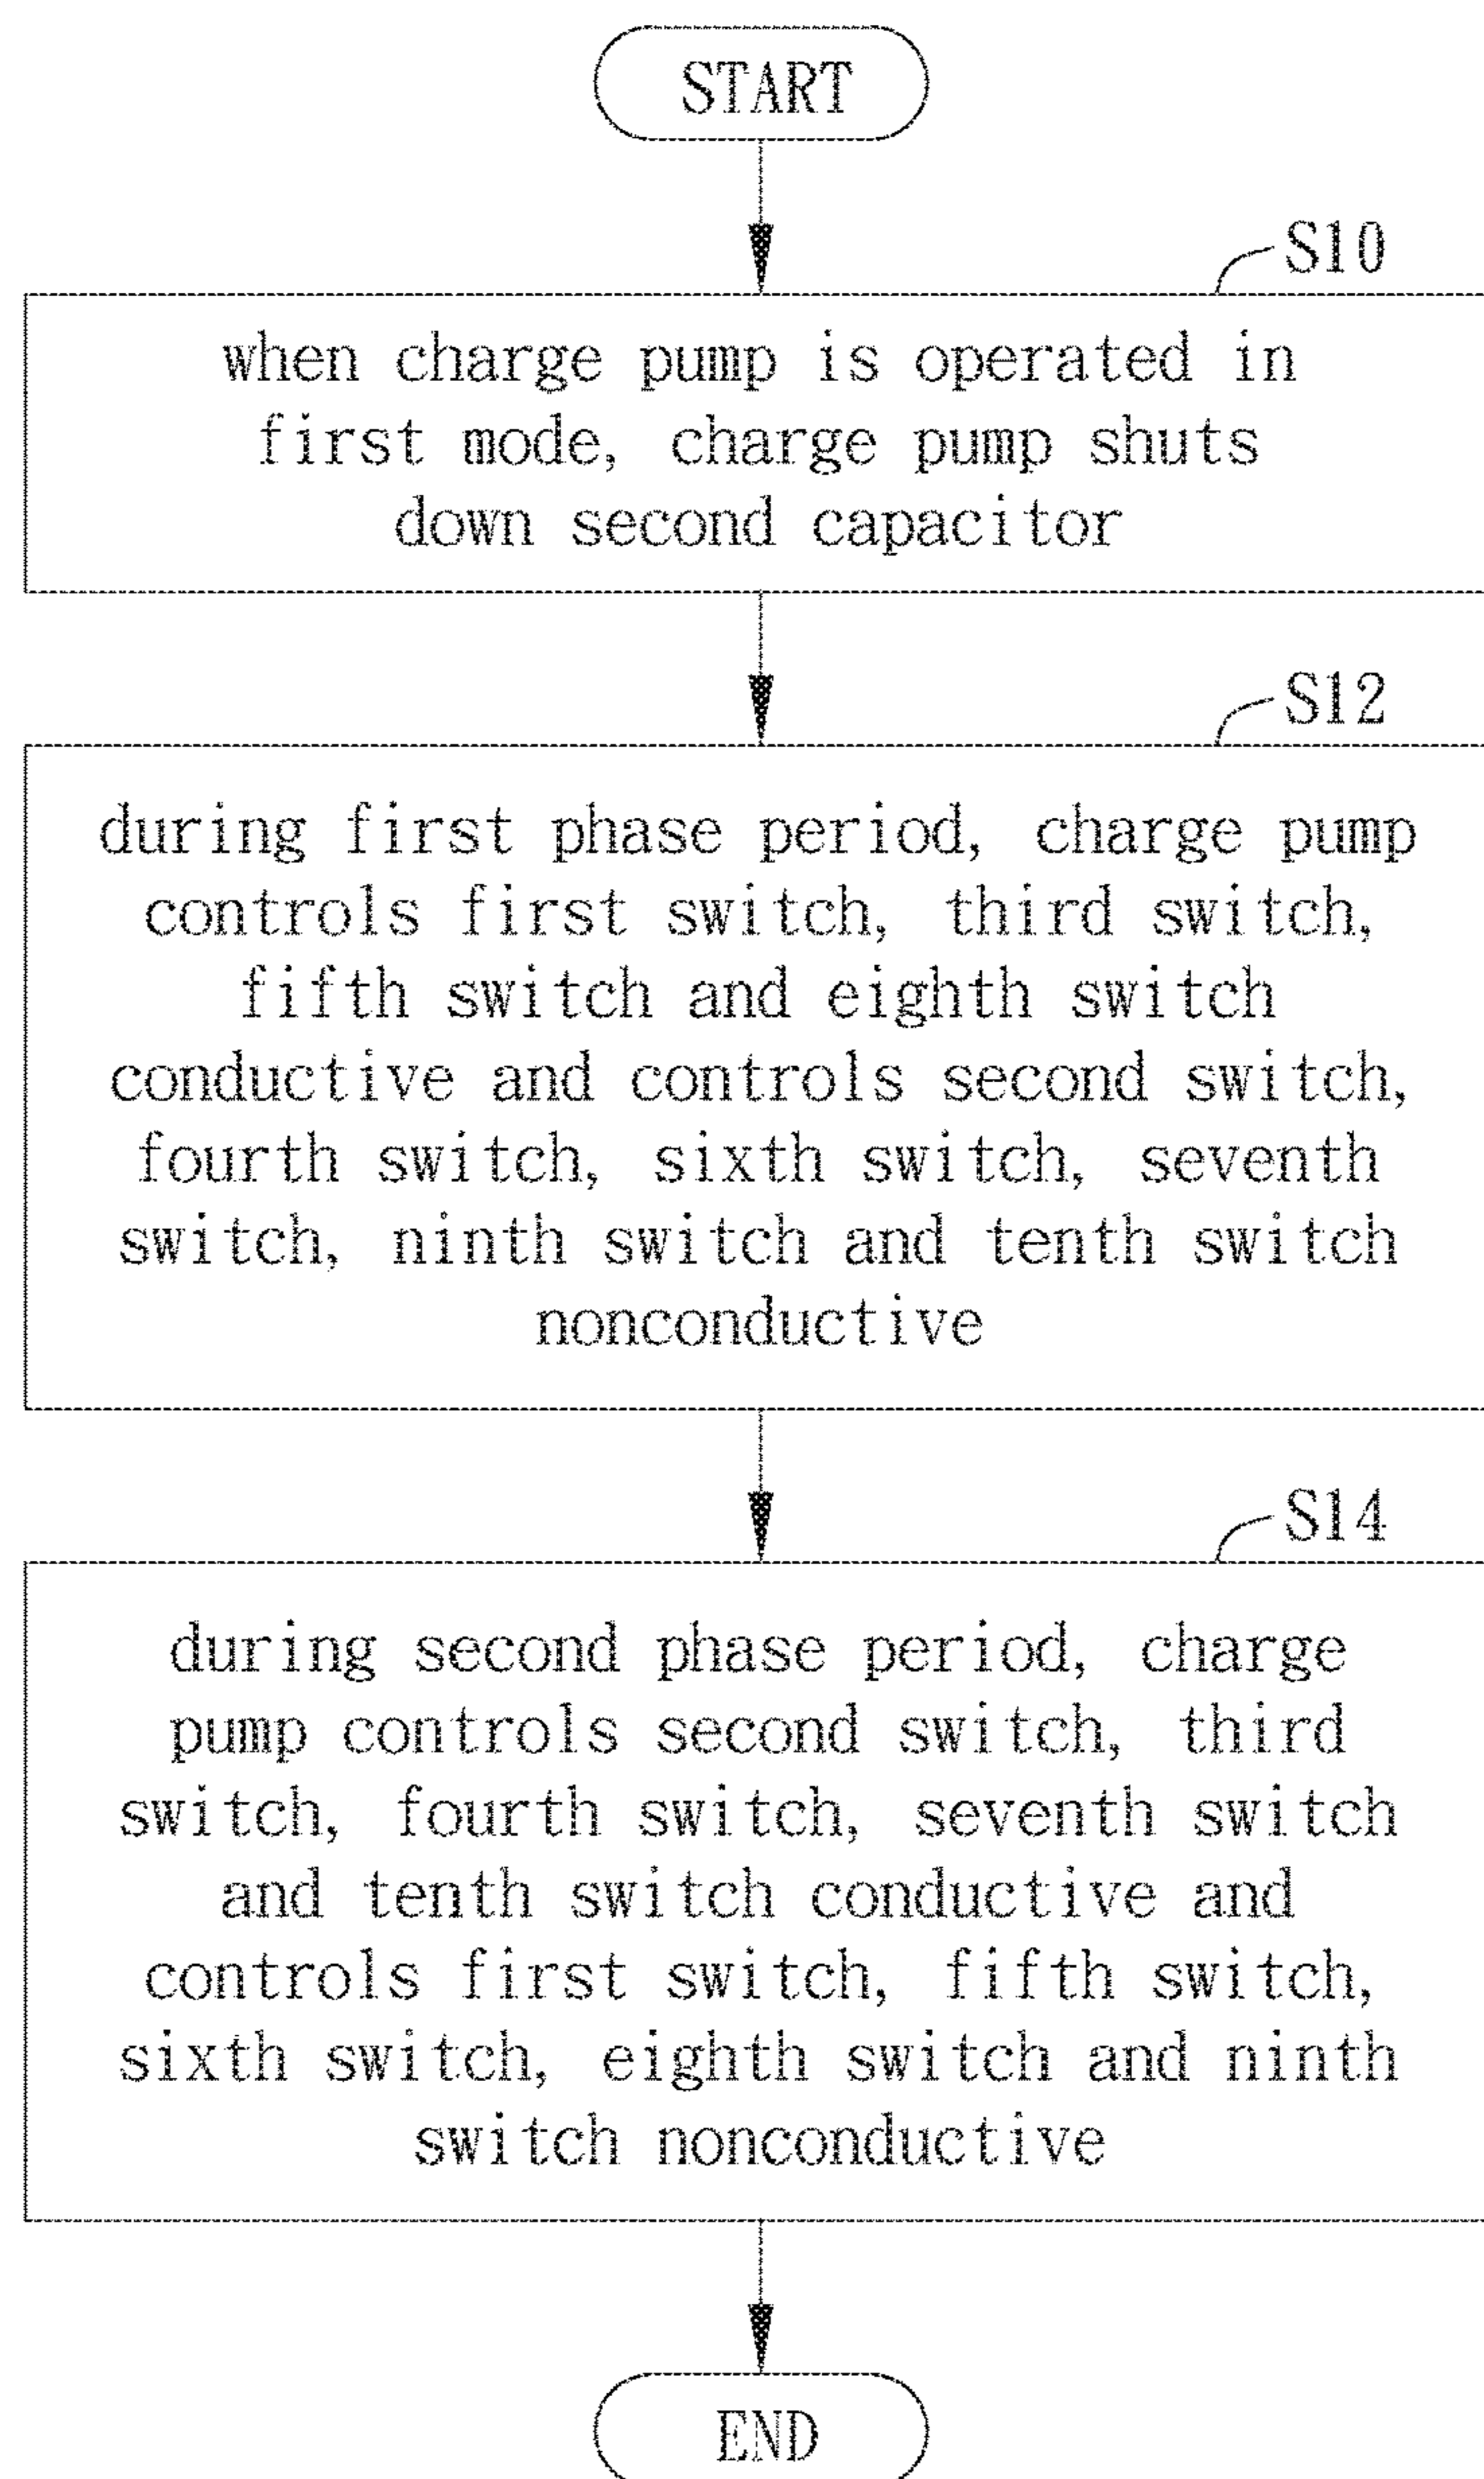 START
S10
when charge pump is operated in
first mode, charge pump shuts
down second capacitor
S12
during first phase period, charge pump
controls first switch, third switch,
fifth switch and eighth switch
conductive and controls second switch,
fourth switch, sixth switch, seventh
switch, ninth switch and tenth switch
nonconductive
S14
during second phase period, charge
pump controls second switch, third
switch, fourth switch, seventh switch
and tenth switch conductive and
controls first switch, fifth switch,
sixth switch, eighth switch and ninth
switch nonconductive
END